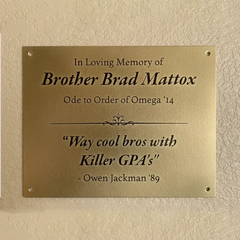 In Loving Memory of
Brother Brad Mattox
Ode to Order of Omega '14
“Way cool bros with
Killer GPA's"
- Owen Jackman '89